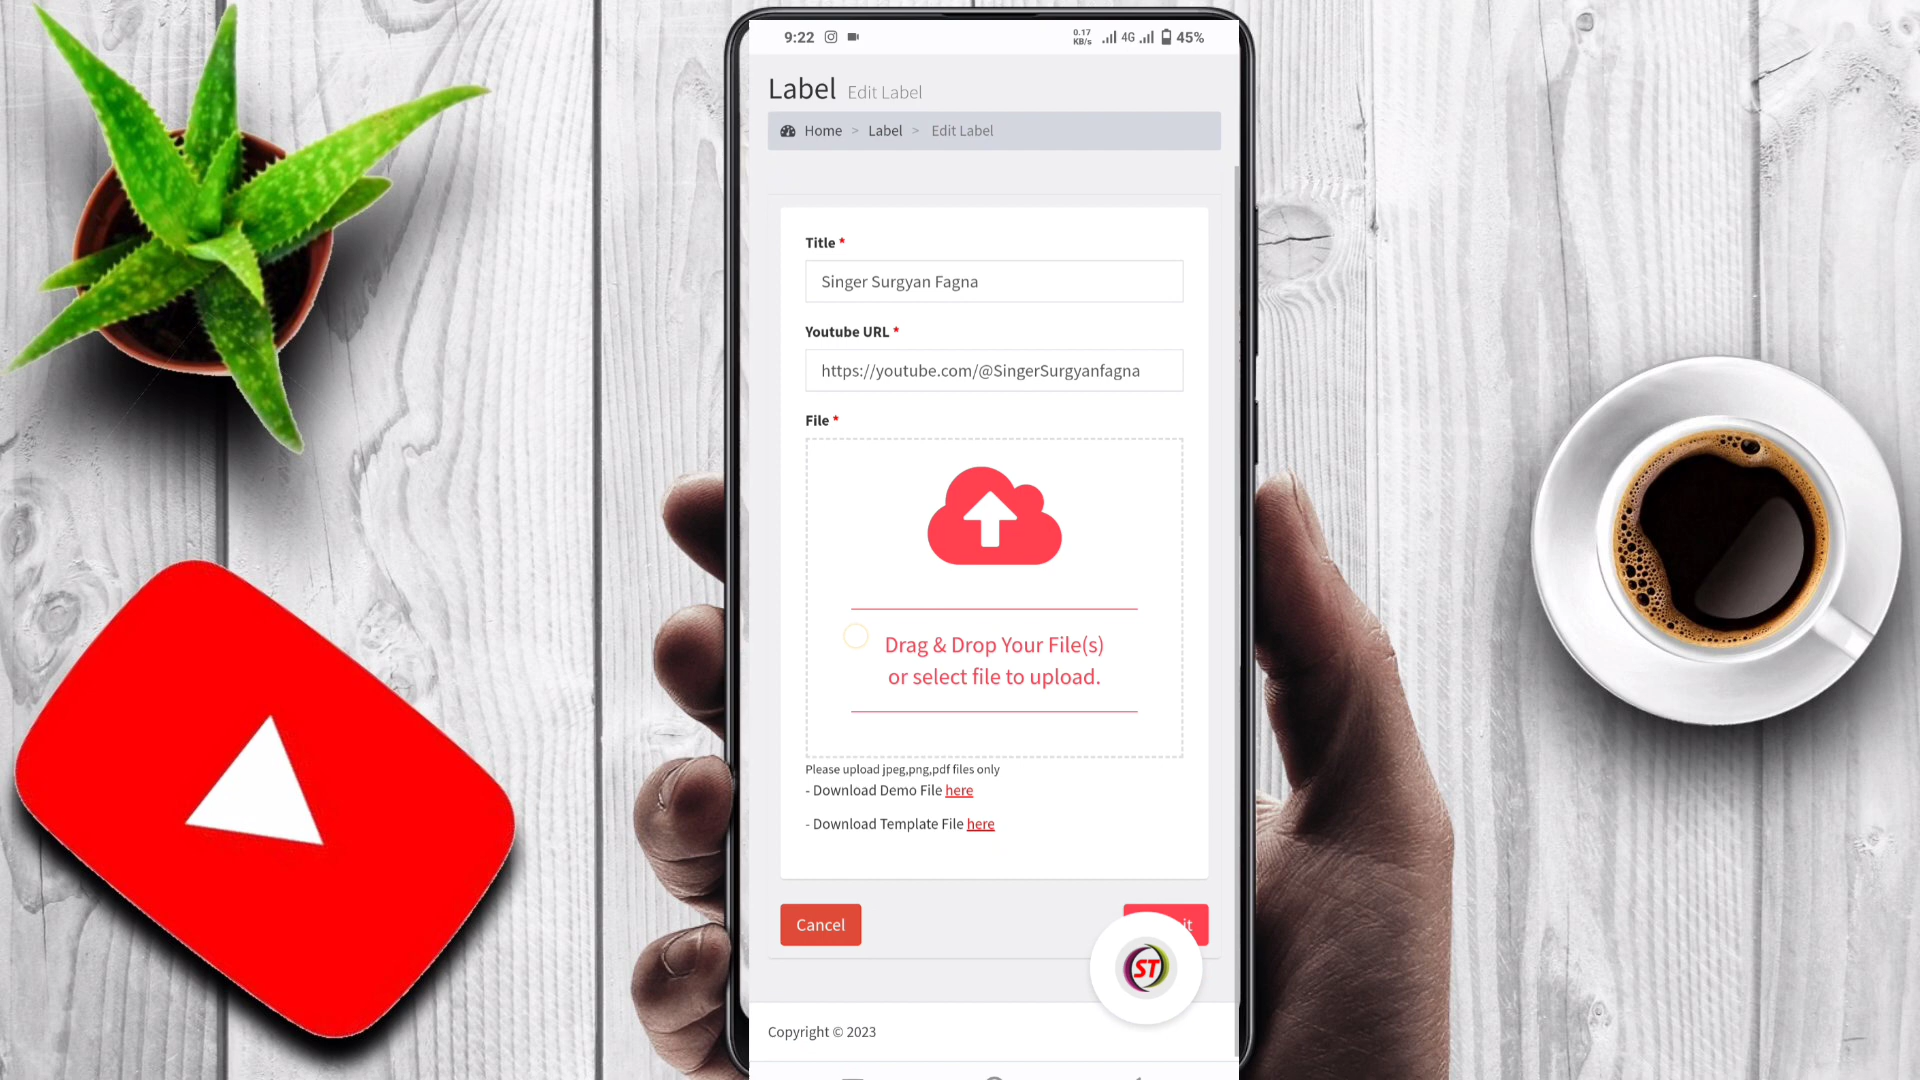 9:22
0.17
KB/s
4G
45%
Label Edit Label
Home > Label > Edit Label
Title *
Singer Surgyan Fagna
Youtube URL *
https://youtube.com/@SingerSurgyanfagna
File *
Drag & Drop Your File(s)
or select file to upload.
Please upload jpeg,png,pdf files only
- Download Demo File here
- Download Template File here
Cancel
ST
Copyright © 2023